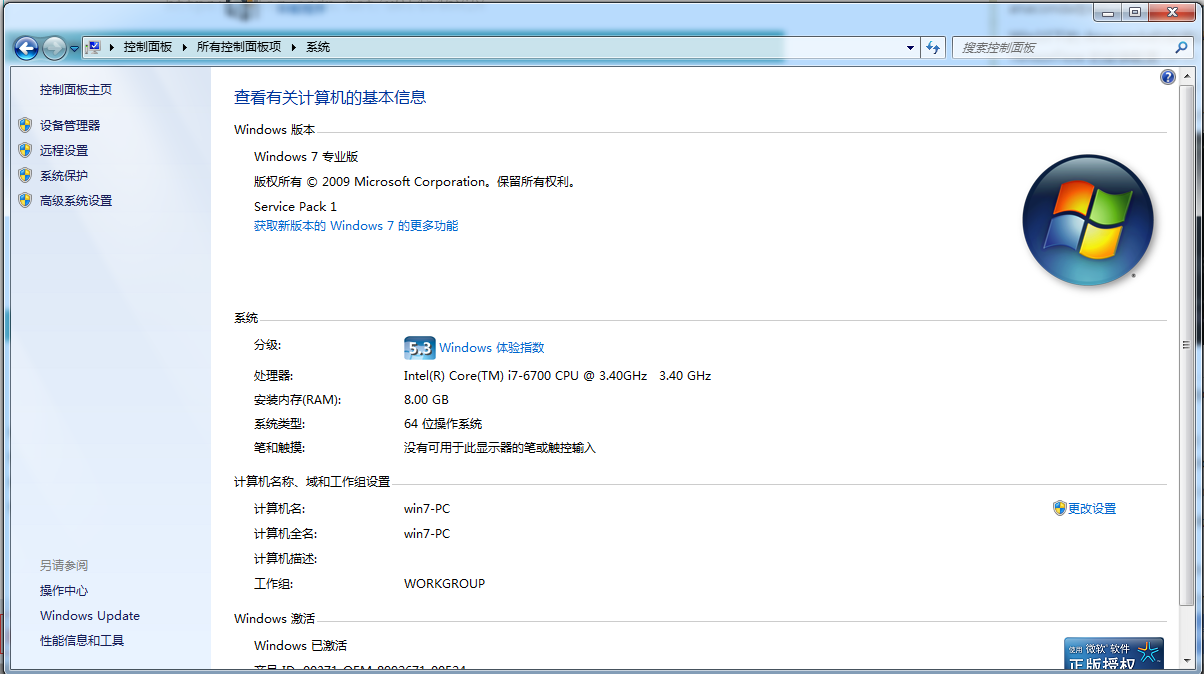 控制面板 ▸ 所有控制面板项 ▸ 系统
搜索控制面板
控制面板主页
设备管理器
远程设置
系统保护
高级系统设置
另请参阅
操作中心
Windows Update
性能信息和工具
查看有关计算机的基本信息
Windows 版本
Windows 7 专业版
版权所有 © 2009 Microsoft Corporation。保留所有权利。
Service Pack 1
获取新版本的 Windows 7 的更多功能
系统
分级: 5.3 Windows 体验指数
处理器: Intel(R) Core(TM) i7-6700 CPU @ 3.40GHz 3.40 GHz
安装内存(RAM): 8.00 GB
系统类型: 64 位操作系统
笔和触摸: 没有可用于此显示器的笔或触控输入
计算机名称、域和工作组设置
计算机名: win7-PC 更改设置
计算机全名: win7-PC
计算机描述:
工作组: WORKGROUP
Windows 激活
Windows 已激活
使用 微软 软件
正版授权
产品 ID: 00371-OEM-8992671-00524